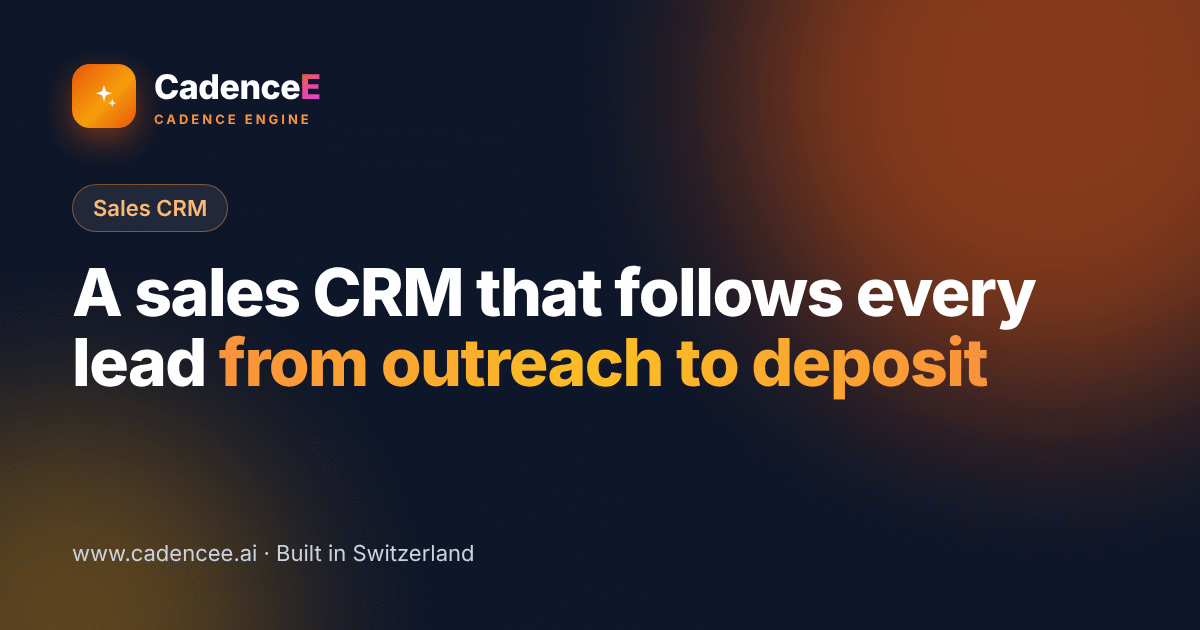 CadenceE
CADENCE ENGINE
Sales CRM
A sales CRM that follows every
lead from outreach to deposit
www.cadencee.ai · Built in Switzerland